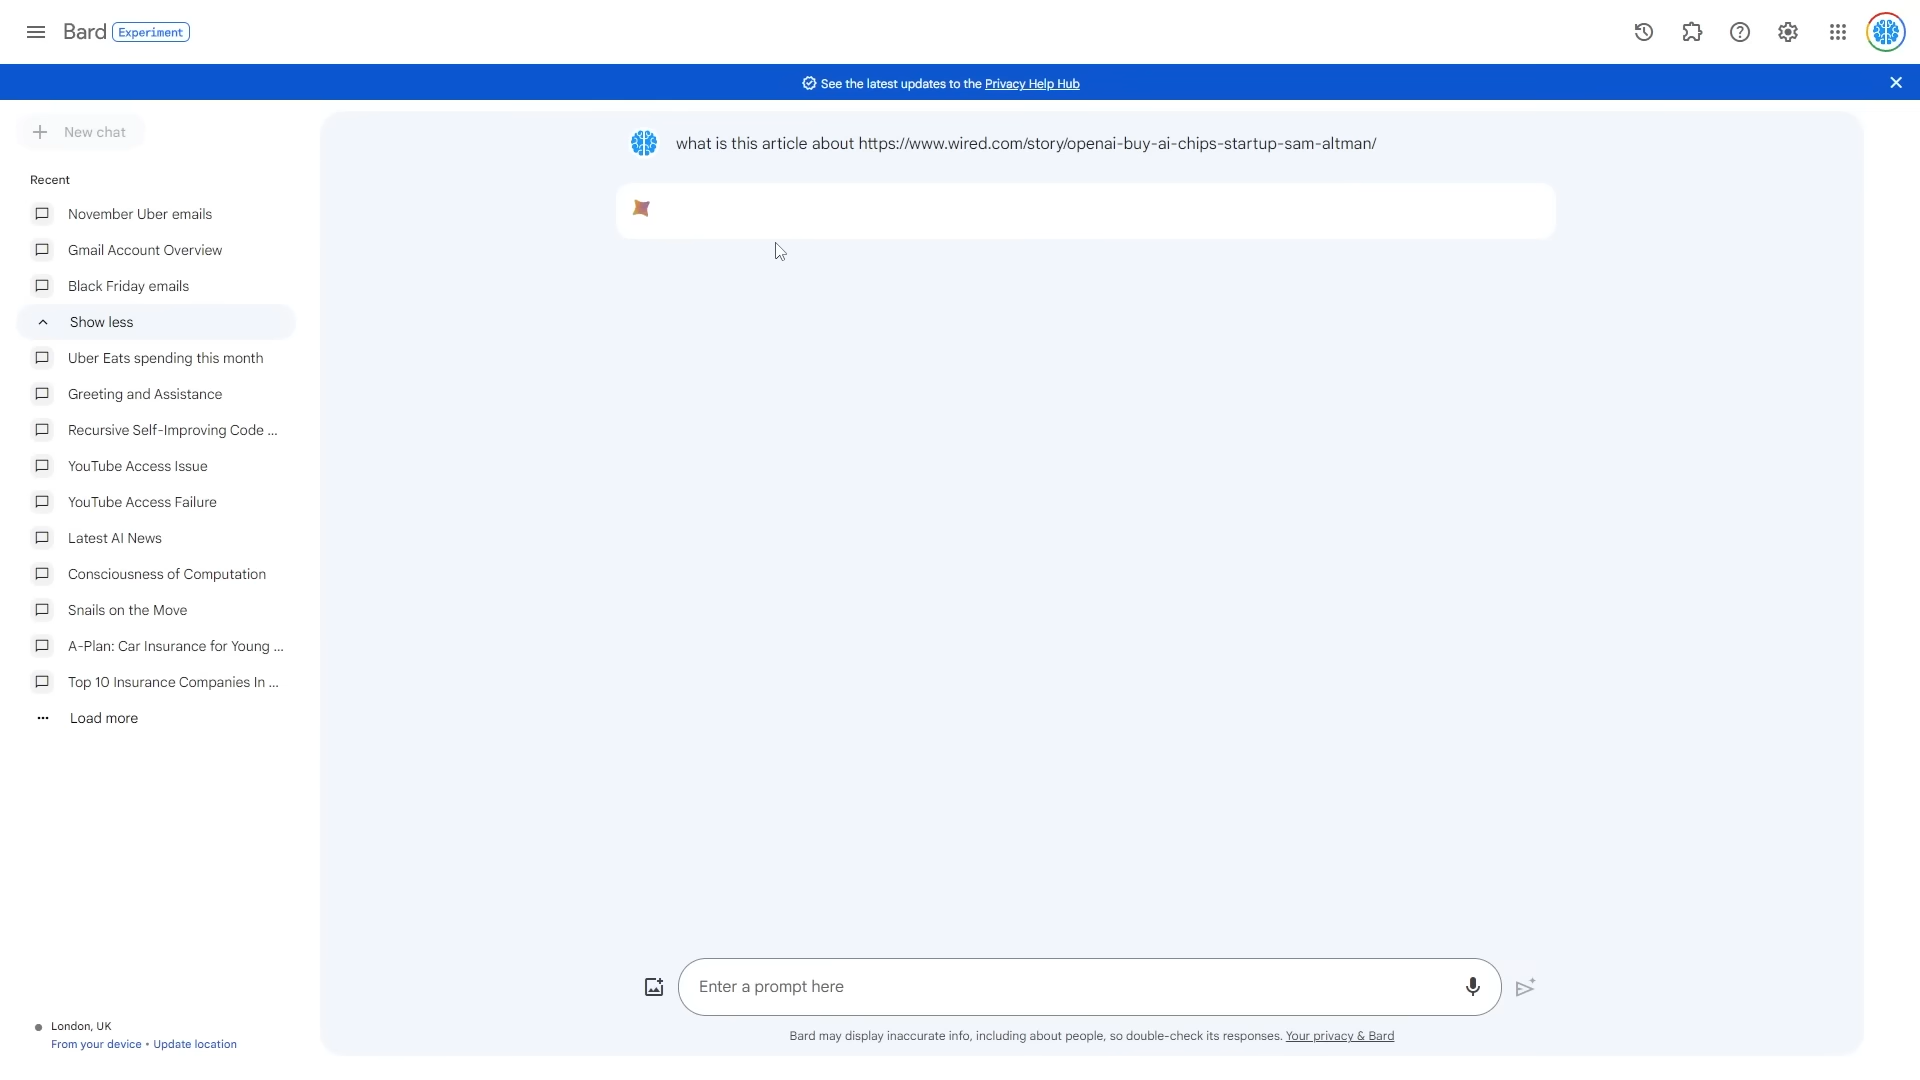 Bard Experiment
See the latest updates to the Privacy Help Hub
New chat
Recent
November Uber emails
Gmail Account Overview
Black Friday emails
Show less
Uber Eats spending this month
Greeting and Assistance
Recursive Self-Improving Code ...
YouTube Access Issue
YouTube Access Failure
Latest AI News
Consciousness of Computation
Snails on the Move
A-Plan: Car Insurance for Young ...
Top 10 Insurance Companies In ...
Load more
London, UK
From your device • Update location
what is this article about https://www.wired.com/story/openai-buy-ai-chips-startup-sam-altman/
Enter a prompt here
Bard may display inaccurate info, including about people, so double-check its responses. Your privacy & Bard